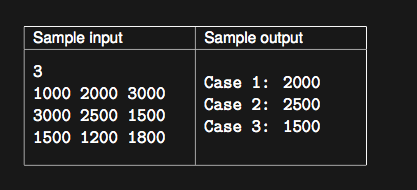 Sample input
Sample output
3
1000 2000 3000
3000 2500 1500
1500 1200 1800
Case 1: 2000
Case 2: 2500
Case 3: 1500